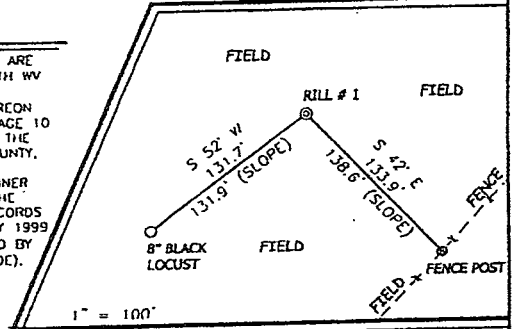 ARE
TH WV
REON
AGE 10
THE
UNTY,
NER
HE
CORDS
Y 1999
D BY
DE).
FIELD
FIELD
RILL # 1
S 52° W
131.7'
131.9' (SLOPE)
S 42° E
133.9'
138.6' (SLOPE)
8" BLACK
LOCUST
FIELD
FENCE
FIELD
FENCE POST
1" = 100'